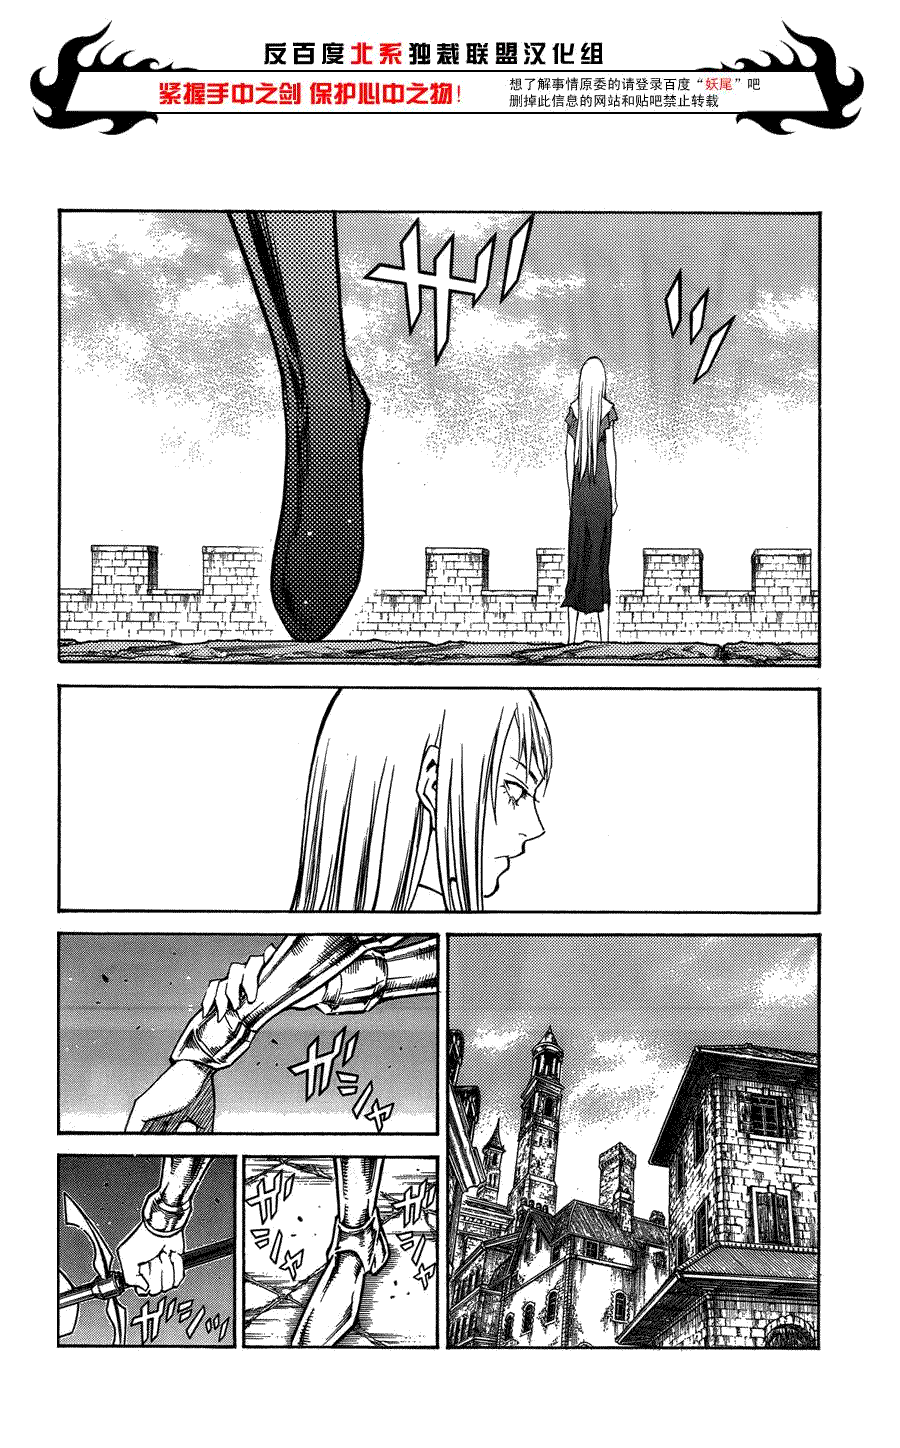 反百度北系独裁联盟汉化组
紧握手中之剑 保护心中之物！
想了解事情原委的请登录百度“妖尾”吧
删掉此信息的网站和贴吧禁止转载
ザッ
ガシャ
ガシャ
ガシャ
ガシャ